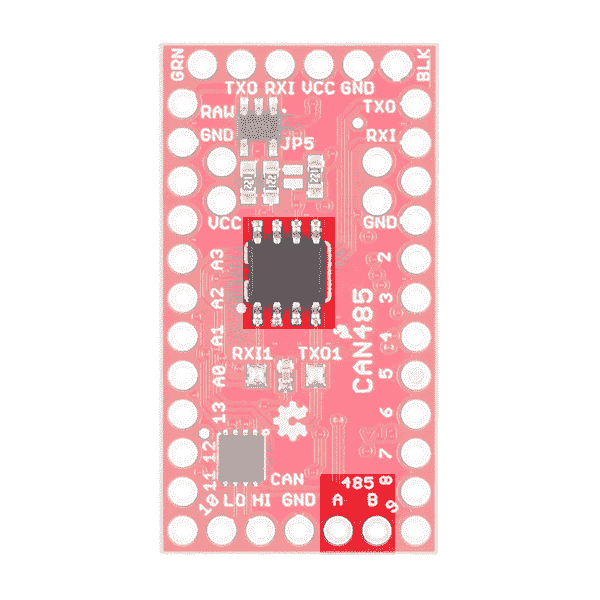 GRN
BLK
TXO RXI VCC GND
RAW
TXO
GND
RXI
JP5
VCC
GND
A3
2
A2
3
A1
4
A0
5
CAN485
RXI1
TXO1
13
6
12
7
11
8
10
9
CAN
485
LO HI GND
A B